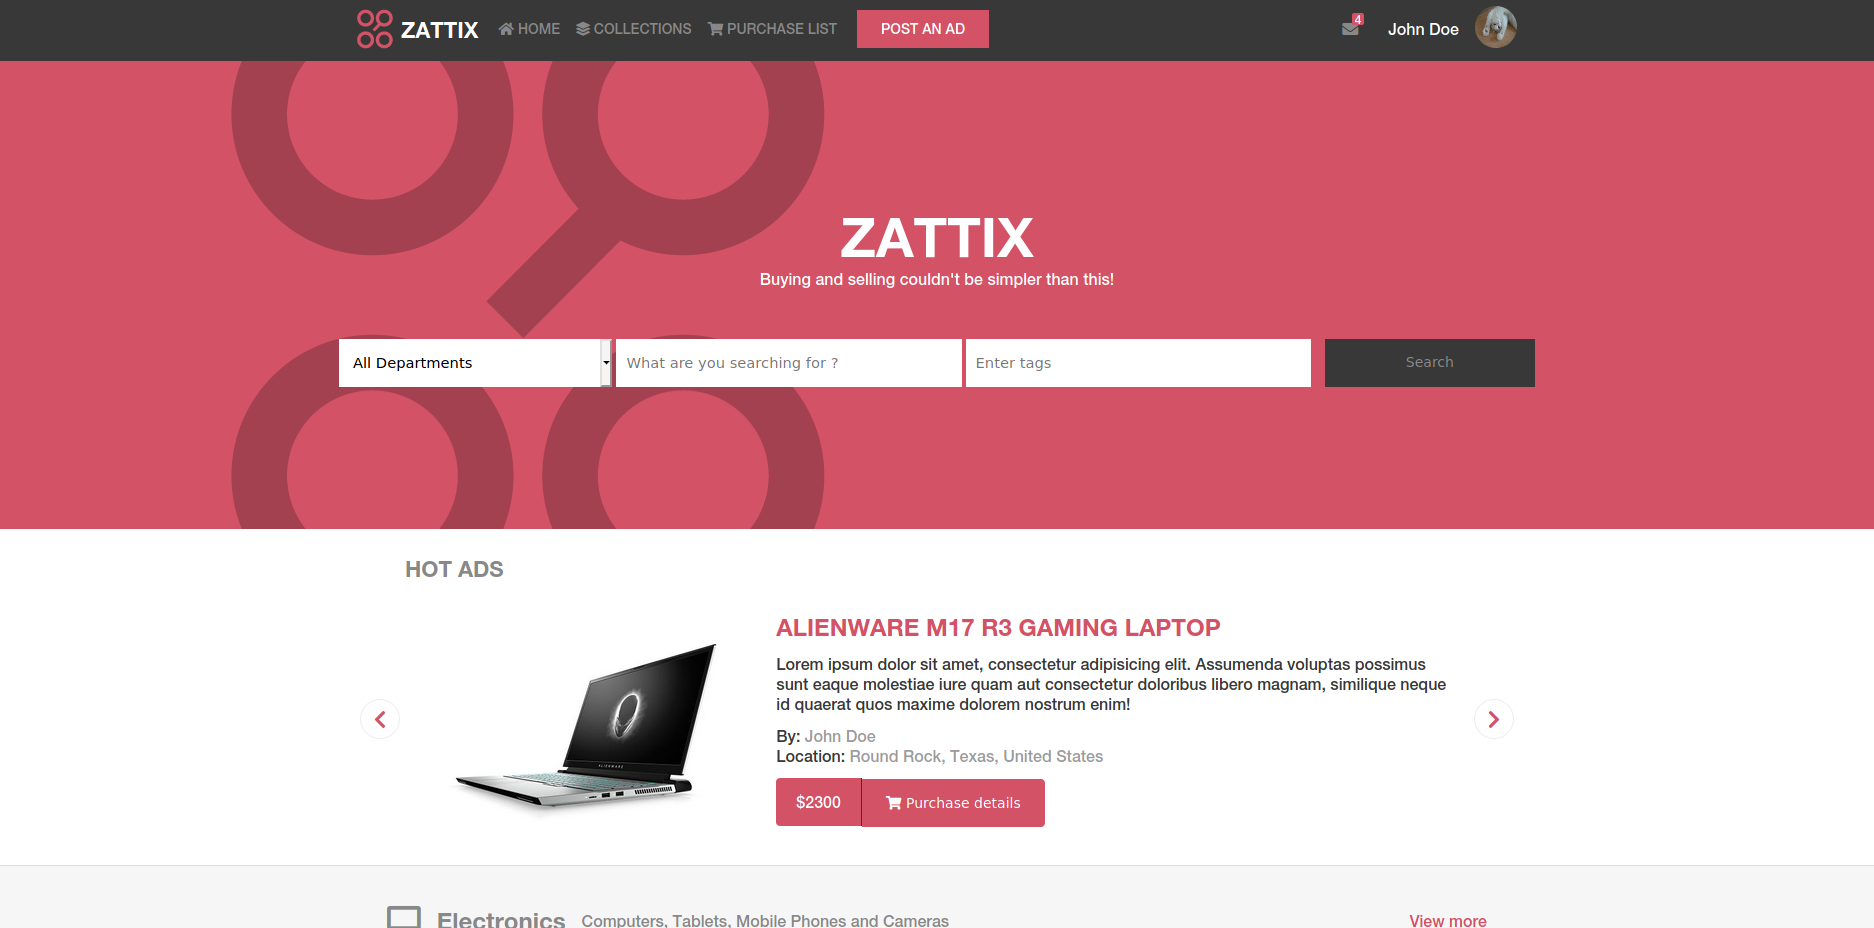 ZATTIX HOME COLLECTIONS PURCHASE LIST POST AN AD 4 John Doe
ZATTIX
Buying and selling couldn't be simpler than this!
All Departments What are you searching for ? Enter tags Search
HOT ADS
ALIENWARE M17 R3 GAMING LAPTOP
Lorem ipsum dolor sit amet, consectetur adipisicing elit. Assumenda voluptas possimus
sunt eaque molestiae iure quam aut consectetur doloribus libero magnam, similique neque
id quaerat quos maxime dolorem nostrum enim!
By: John Doe
Location: Round Rock, Texas, United States
$2300 Purchase details
ALIENWARE
Electronics Computers, Tablets, Mobile Phones and Cameras View more